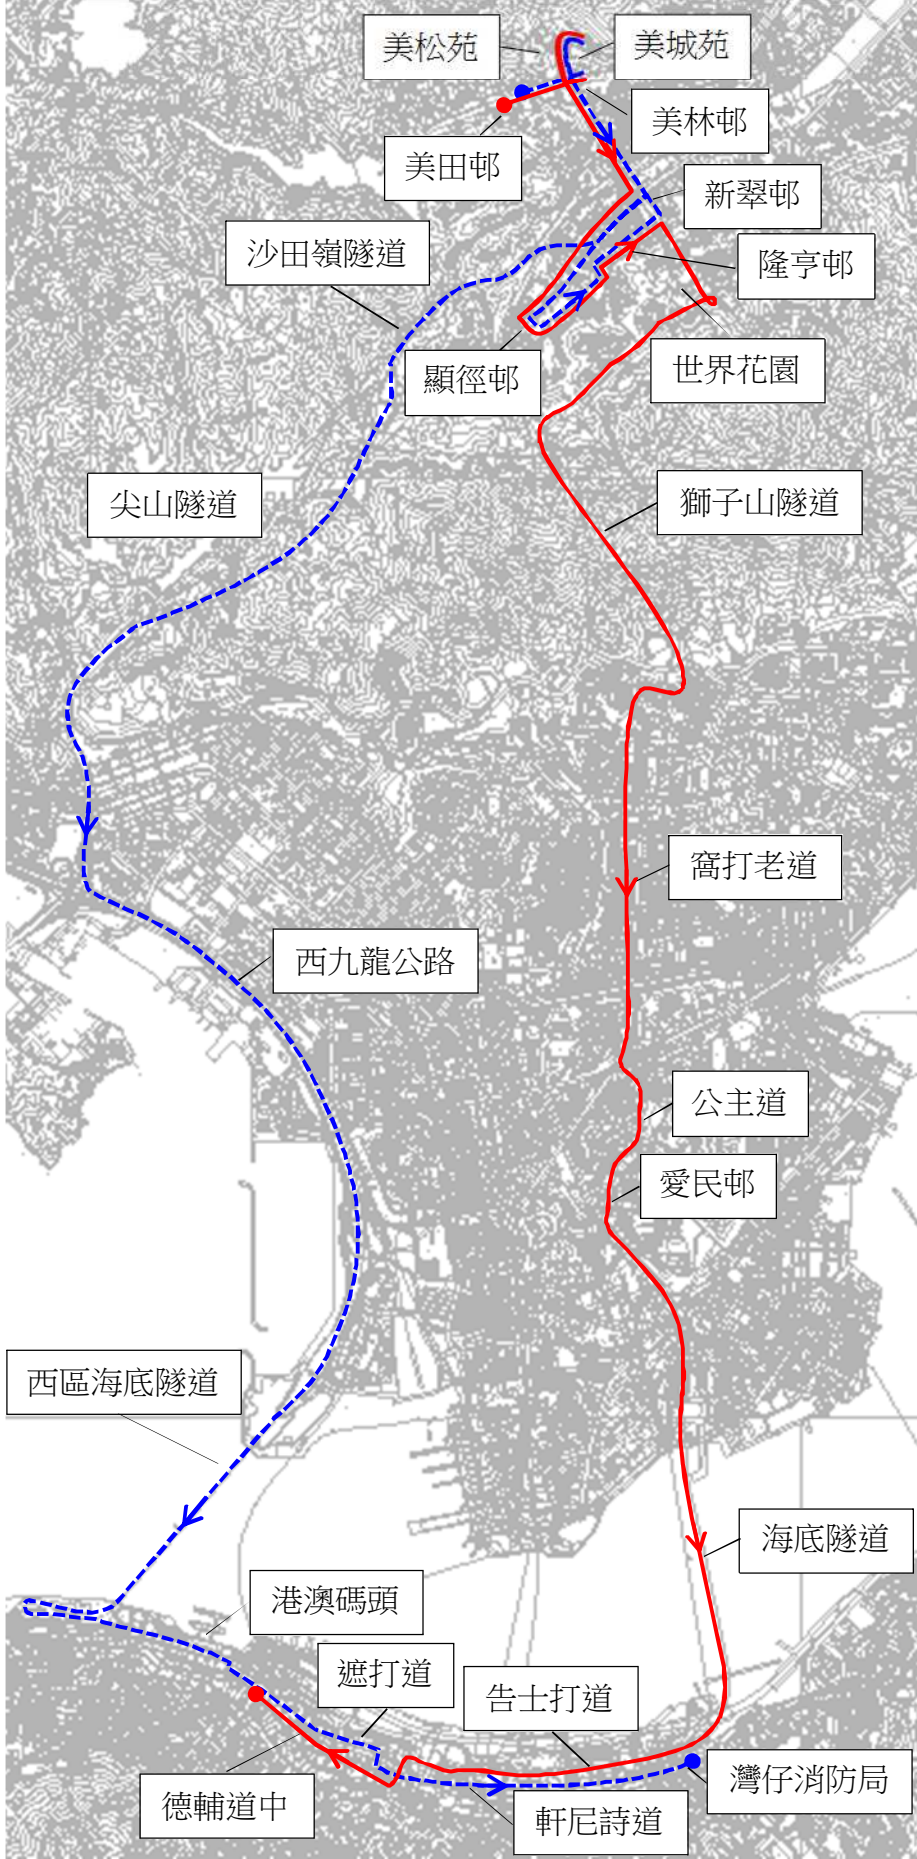 美松苑
美城苑
美林邨
美田邨
新翠邨
沙田嶺隧道
隆亨邨
顯徑邨
世界花園
尖山隧道
獅子山隧道
窩打老道
西九龍公路
公主道
愛民邨
西區海底隧道
海底隧道
港澳碼頭
遮打道
告士打道
灣仔消防局
德輔道中
軒尼詩道